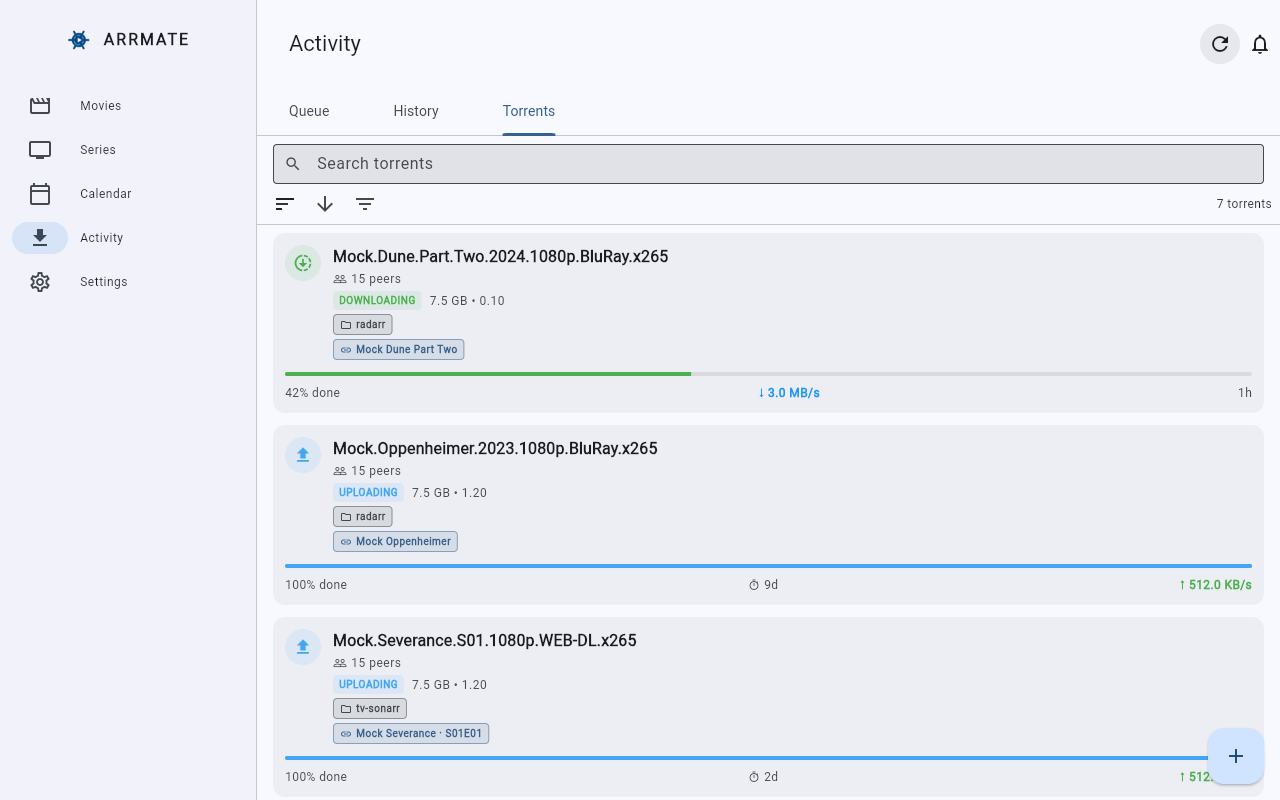 ARRMATE
Movies
Series
Calendar
Activity
Settings
Activity
Queue
History
Torrents
Search torrents
7 torrents
Mock.Dune.Part.Two.2024.1080p.BluRay.x265
15 peers
DOWNLOADING 7.5 GB • 0.10
radarr
Mock Dune Part Two
42% done ↓ 3.0 MB/s 1h
Mock.Oppenheimer.2023.1080p.BluRay.x265
15 peers
UPLOADING 7.5 GB • 1.20
radarr
Mock Oppenheimer
100% done 9d ↑ 512.0 KB/s
Mock.Severance.S01.1080p.WEB-DL.x265
15 peers
UPLOADING 7.5 GB • 1.20
tv-sonarr
Mock Severance · S01E01
100% done 2d ↑ 512.